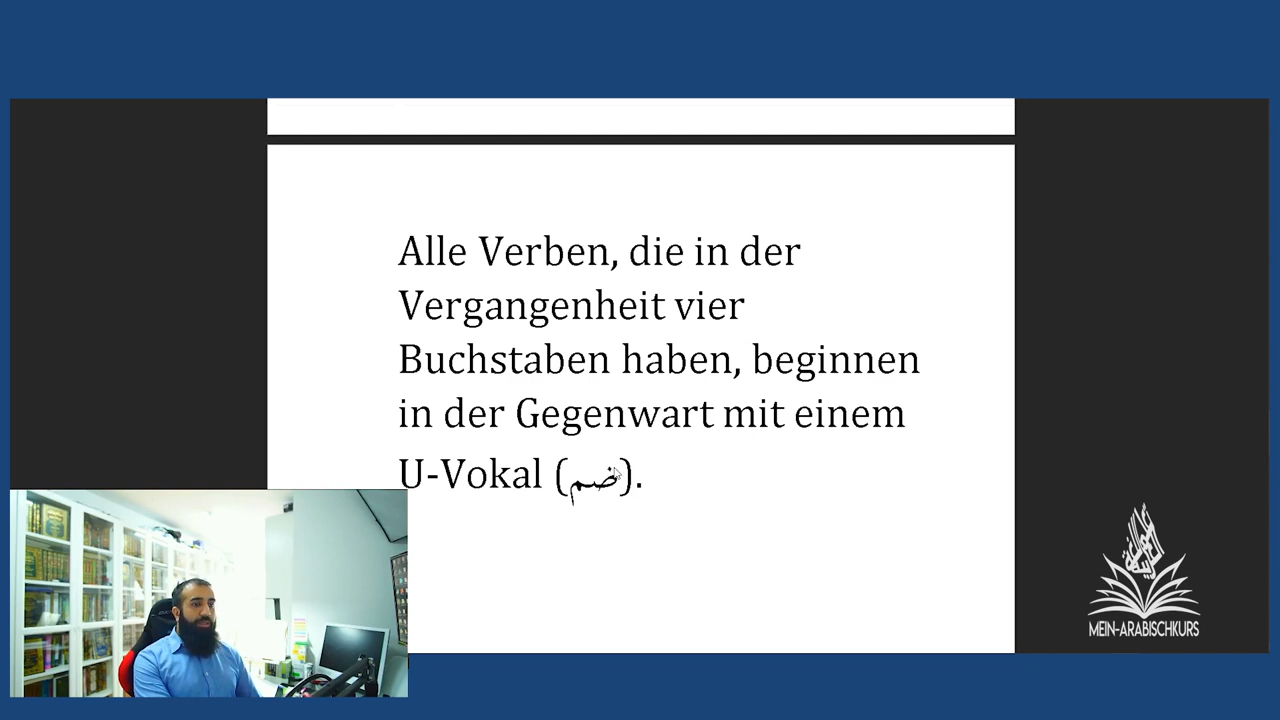 Alle Verben, die in der
Vergangenheit vier
Buchstaben haben, beginnen
in der Gegenwart mit einem
U-Vokal (ضم).
MEIN-ARABISCHKURS